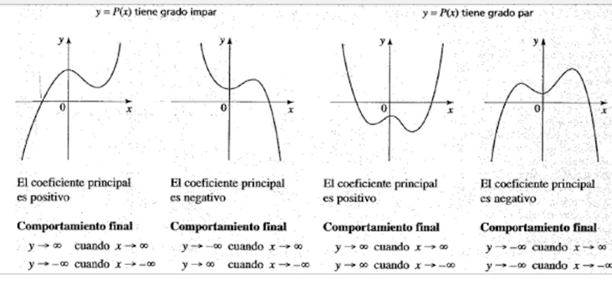 y = P(x) tiene grado impar
y = P(x) tiene grado par
y
0
x
y
0
x
y
0
x
y
0
x
El coeficiente principal
es positivo
Comportamiento final
y → ∞ cuando x → ∞
y → -∞ cuando x → -∞
El coeficiente principal
es negativo
Comportamiento final
y → -∞ cuando x → ∞
y → ∞ cuando x → -∞
El coeficiente principal
es positivo
Comportamiento final
y → ∞ cuando x → ∞
y → ∞ cuando x → -∞
El coeficiente principal
es negativo
Comportamiento final
y → -∞ cuando x → ∞
y → -∞ cuando x → -∞